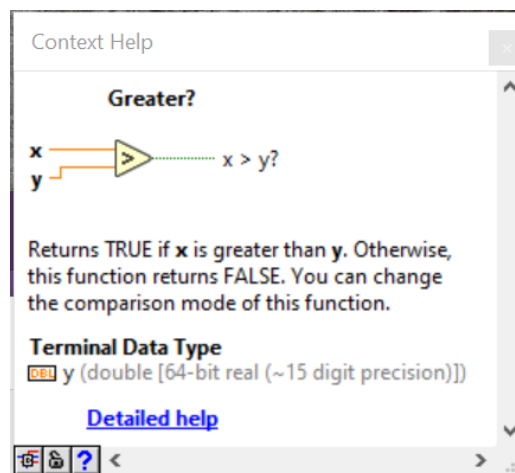 Context Help
Greater?
x
>
x > y?
y
Returns TRUE if x is greater than y. Otherwise,
this function returns FALSE. You can change
the comparison mode of this function.
Terminal Data Type
DBL y (double [64-bit real (~15 digit precision)])
Detailed help
?